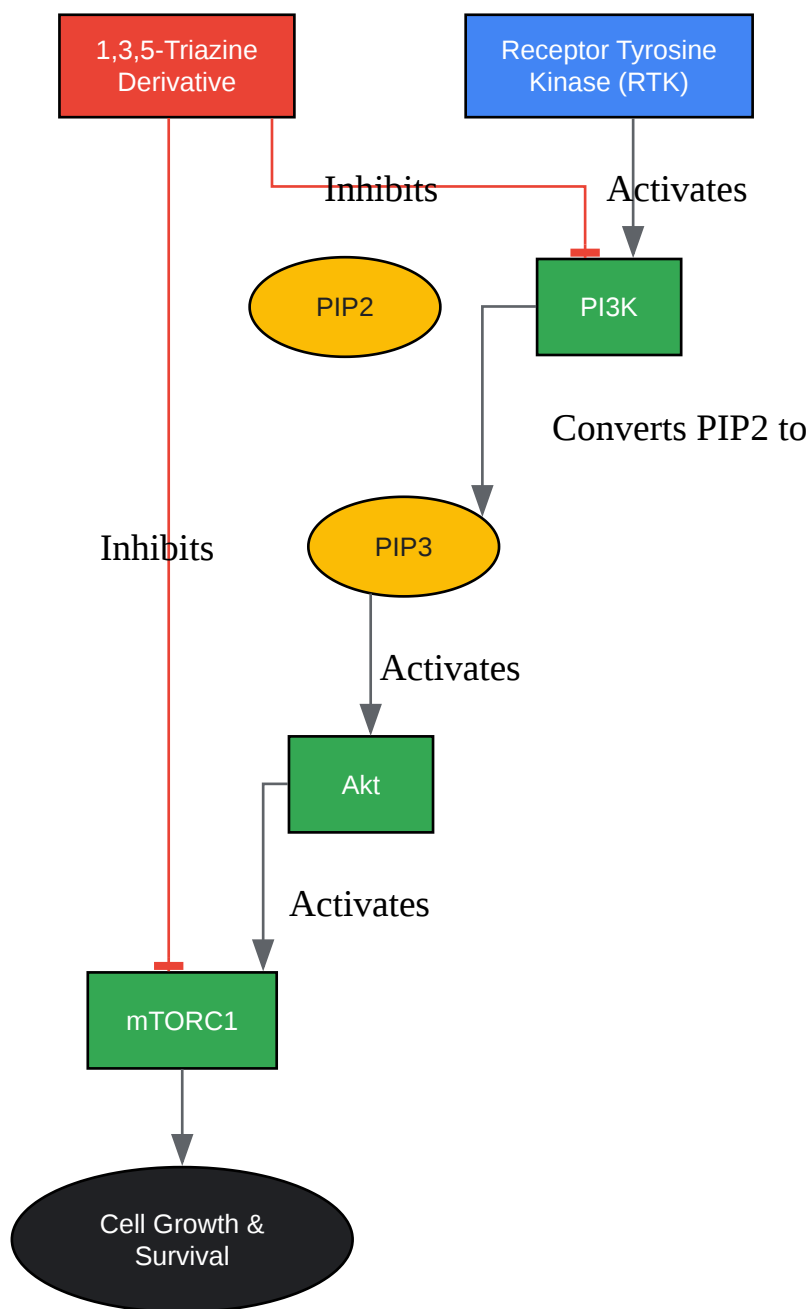 1,3,5-Triazine
Derivative
Receptor Tyrosine
Kinase (RTK)
Inhibits
Activates
PIP2
PI3K
Converts PIP2 to
PIP3
Inhibits
Activates
Akt
Activates
mTORC1
Cell Growth &
Survival